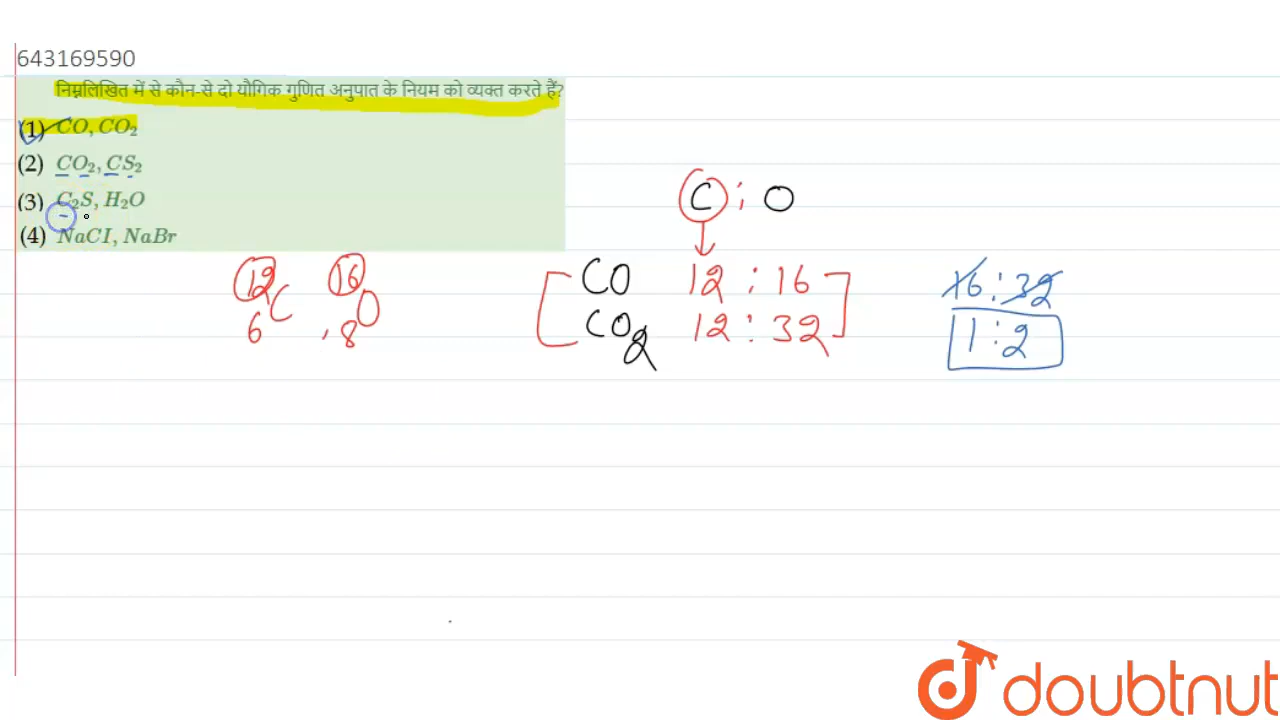 643169590
निम्नलिखित में से कौन-से दो यौगिक गुणित अनुपात के नियम को व्यक्त करते हैं?
(1) CO, CO₂
(2) CO₂, CS₂
(3) C₂S, H₂O
(4) NaCI, NaBr
C : O
12 C 6 , 16 O 8
CO 12 : 16
CO₂ 12 : 32
16 : 32
1 : 2
doubtnut